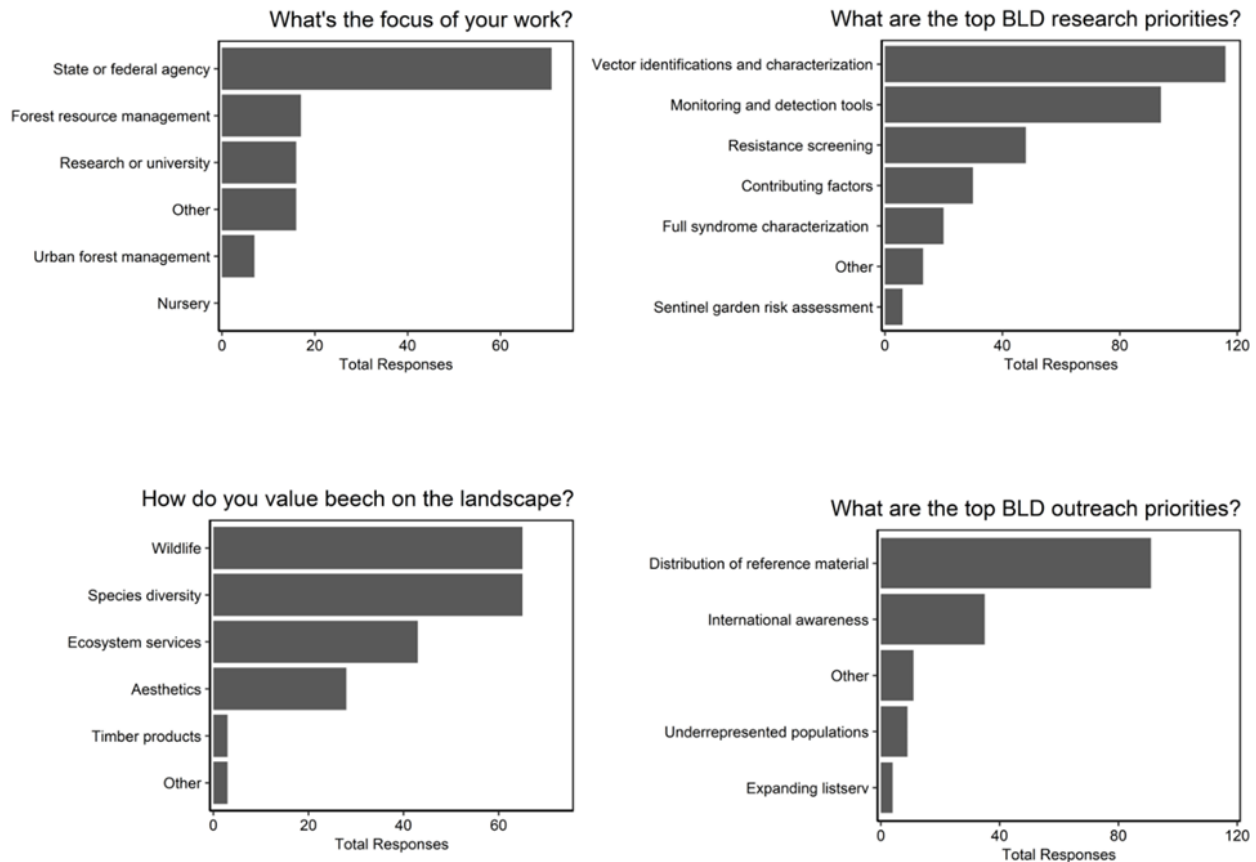 What's the focus of your work?
State or federal agency
Forest resource management
Research or university
Other
Urban forest management
Nursery
0 20 40 60
Total Responses
What are the top BLD research priorities?
Vector identifications and characterization
Monitoring and detection tools
Resistance screening
Contributing factors
Full syndrome characterization
Other
Sentinel garden risk assessment
0 40 80 120
Total Responses
How do you value beech on the landscape?
Wildlife
Species diversity
Ecosystem services
Aesthetics
Timber products
Other
0 20 40 60
Total Responses
What are the top BLD outreach priorities?
Distribution of reference material
International awareness
Other
Underrepresented populations
Expanding listserv
0 40 80 120
Total Responses